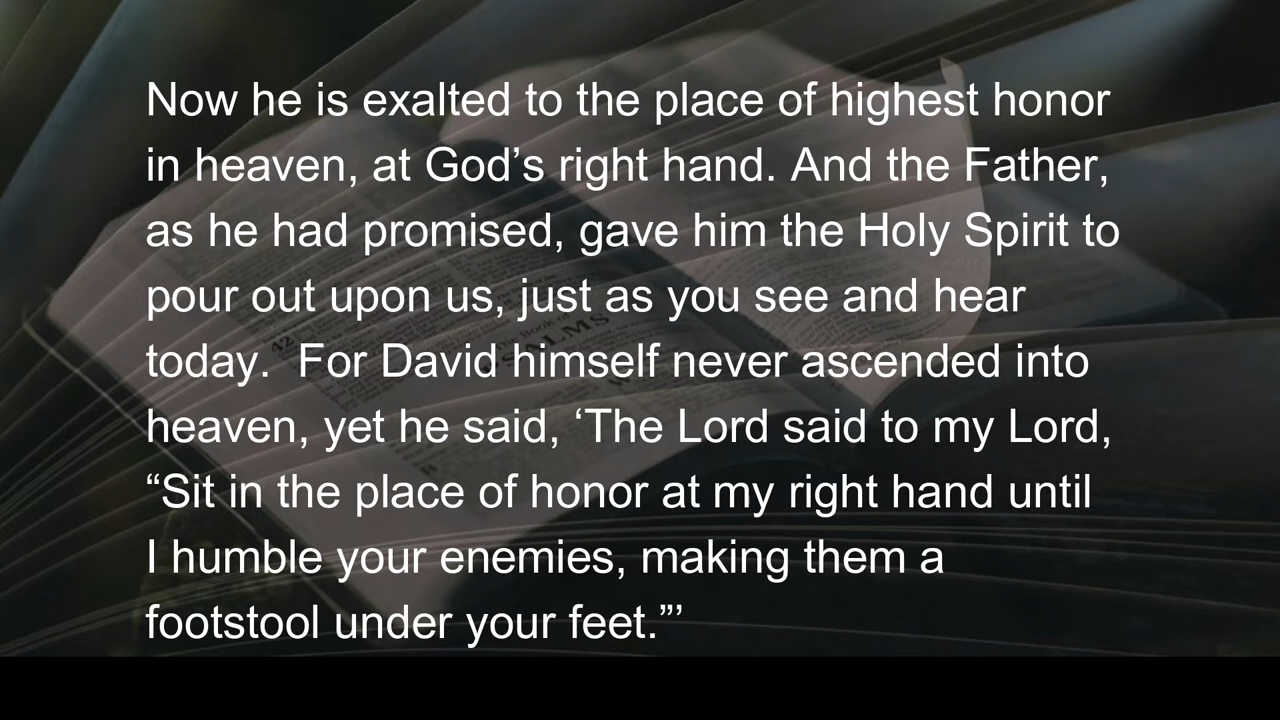 Now he is exalted to the place of highest honor
in heaven, at God’s right hand. And the Father,
as he had promised, gave him the Holy Spirit to
pour out upon us, just as you see and hear
today.  For David himself never ascended into
heaven, yet he said, ‘The Lord said to my Lord,
“Sit in the place of honor at my right hand until
I humble your enemies, making them a
footstool under your feet.”’